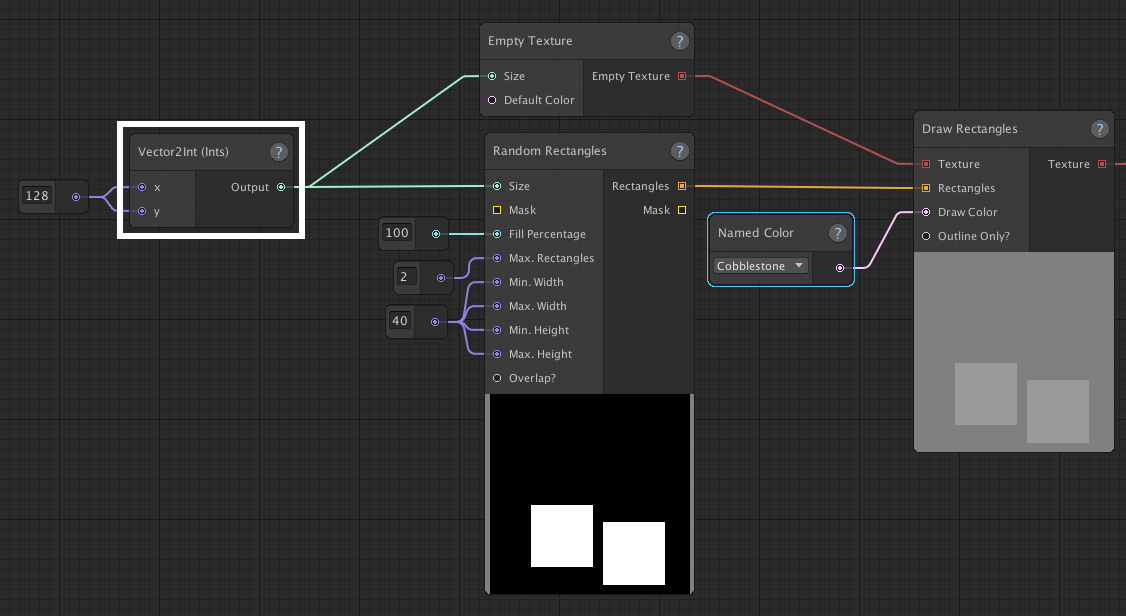 Empty Texture ?
Size Empty Texture
Default Color
Vector2Int (Ints) ?
x Output
y
128
Random Rectangles ?
Size Rectangles
Mask Mask
Fill Percentage
Max. Rectangles
Min. Width
Max. Width
Min. Height
Max. Height
Overlap?
100
2
40
Named Color ?
Cobblestone
Draw Rectangles ?
Texture Texture
Rectangles
Draw Color
Outline Only?